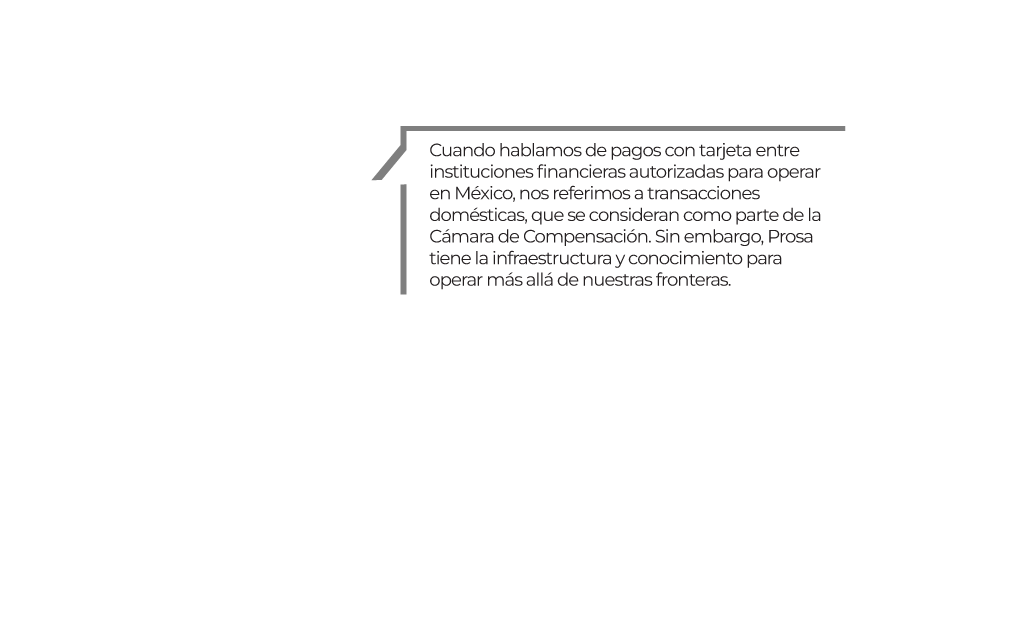 Cuando hablamos de pagos con tarjeta entre
instituciones financieras autorizadas para operar
en México, nos referimos a transacciones
domésticas, que se consideran como parte de la
Cámara de Compensación. Sin embargo, Prosa
tiene la infraestructura y conocimiento para
operar más allá de nuestras fronteras.